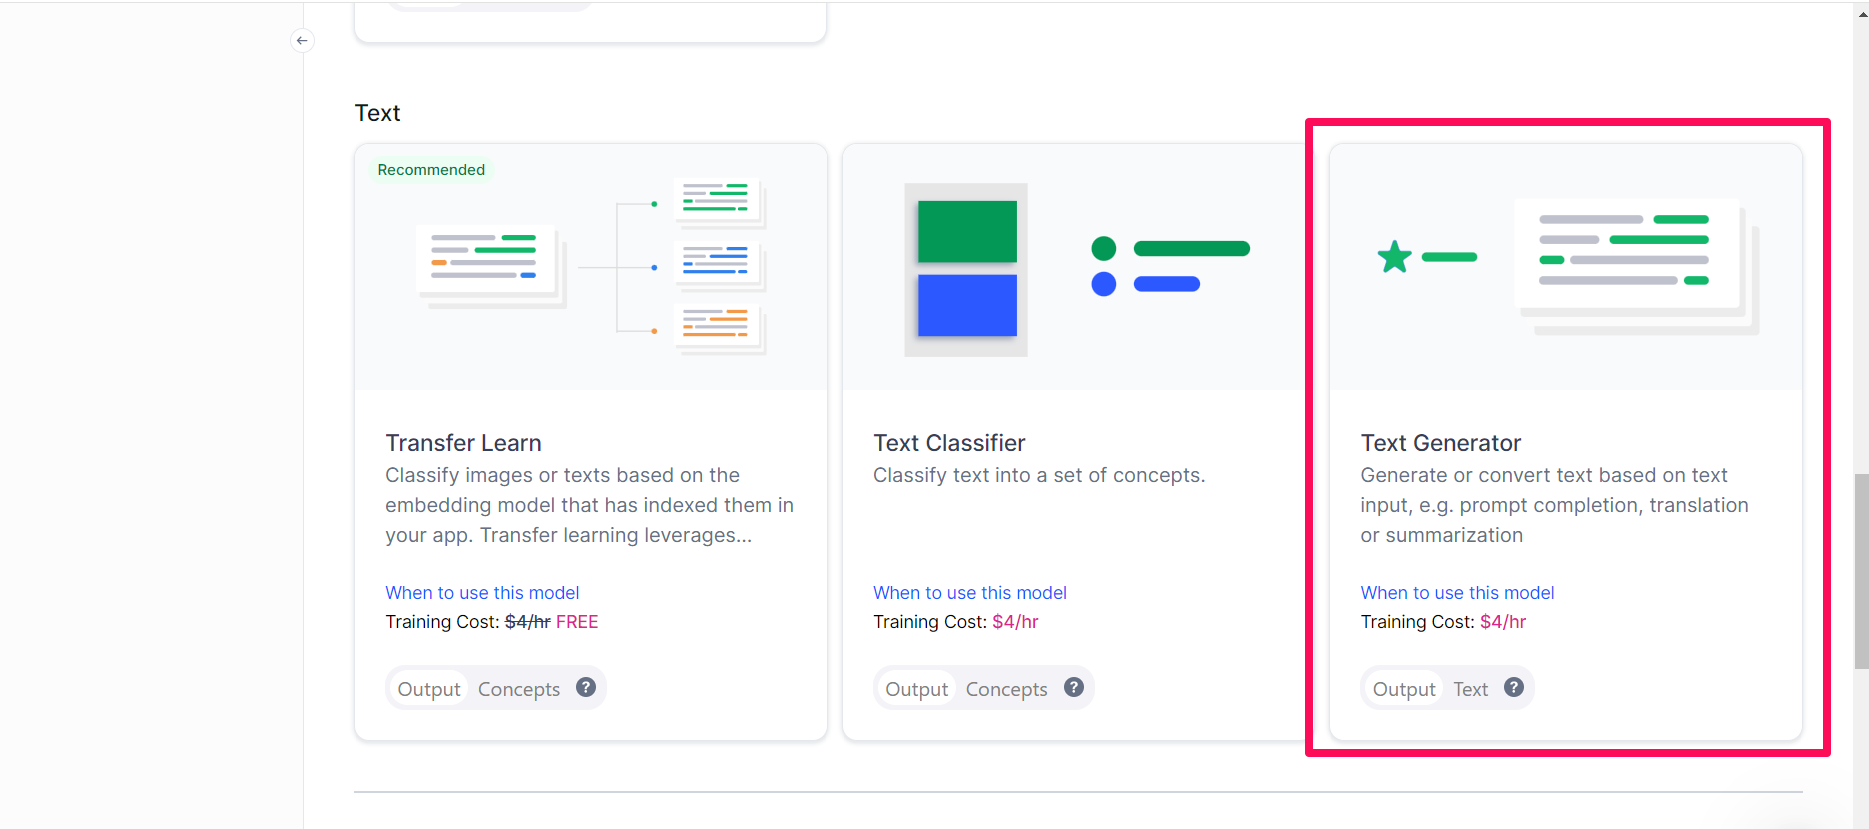 Text
Recommended
Transfer Learn
Classify images or texts based on the
embedding model that has indexed them in
your app. Transfer learning leverages...
When to use this model
Training Cost: $4/hr FREE
Output Concepts ?
Text Classifier
Classify text into a set of concepts.
When to use this model
Training Cost: $4/hr
Output Concepts ?
Text Generator
Generate or convert text based on text
input, e.g. prompt completion, translation
or summarization
When to use this model
Training Cost: $4/hr
Output Text ?